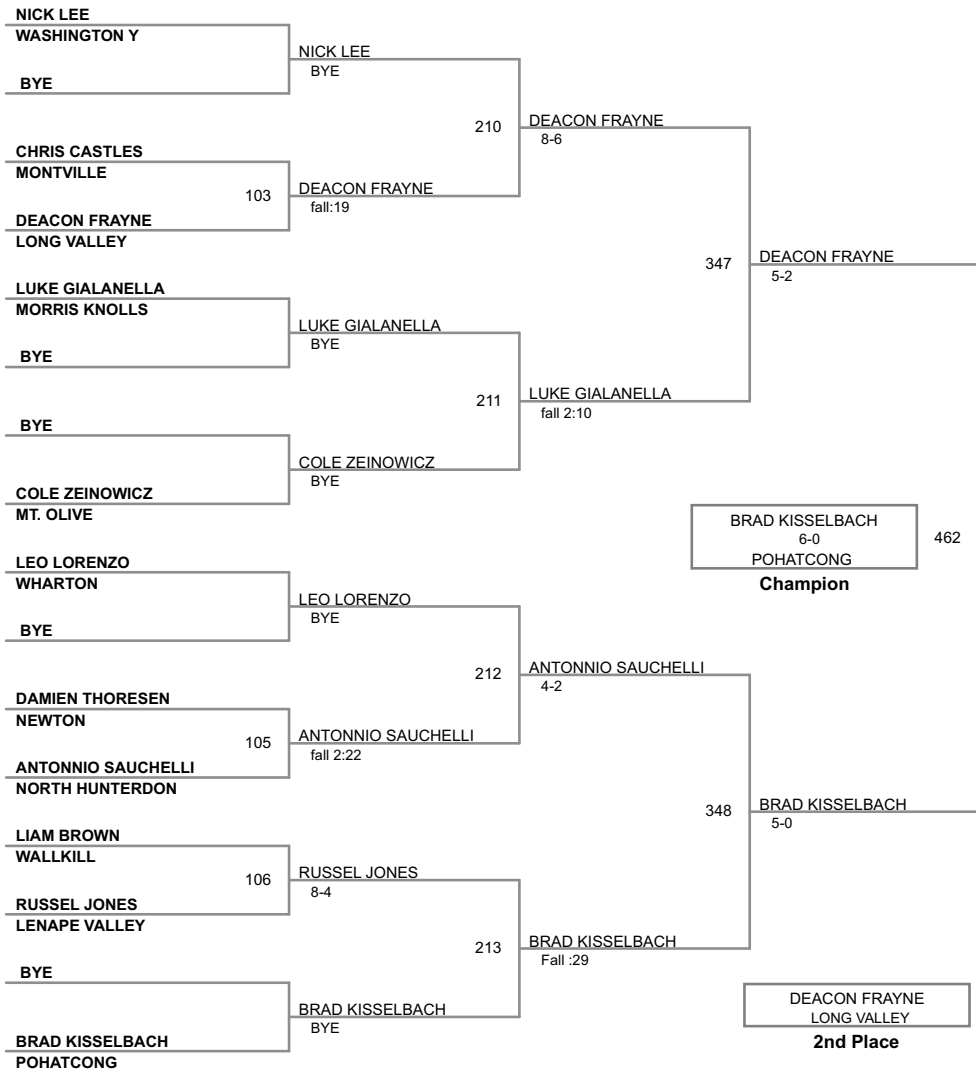 NICK LEE
WASHINGTON Y
BYE
CHRIS CASTLES
MONTVILLE
DEACON FRAYNE
LONG VALLEY
LUKE GIALANELLA
MORRIS KNOLLS
BYE
BYE
COLE ZEINOWICZ
MT. OLIVE
LEO LORENZO
WHARTON
BYE
DAMIEN THORESEN
NEWTON
ANTONNIO SAUCHELLI
NORTH HUNTERDON
LIAM BROWN
WALLKILL
RUSSEL JONES
LENAPE VALLEY
BYE
BRAD KISSELBACH
POHATCONG
103
105
106
NICK LEE
BYE
DEACON FRAYNE
fall:19
LUKE GIALANELLA
BYE
COLE ZEINOWICZ
BYE
LEO LORENZO
BYE
ANTONNIO SAUCHELLI
fall 2:22
RUSSEL JONES
8-4
BRAD KISSELBACH
BYE
210
211
212
213
DEACON FRAYNE
8-6
LUKE GIALANELLA
fall 2:10
ANTONNIO SAUCHELLI
4-2
BRAD KISSELBACH
Fall :29
347
348
DEACON FRAYNE
5-2
BRAD KISSELBACH
5-0
BRAD KISSELBACH
6-0
POHATCONG
462
Champion
DEACON FRAYNE
LONG VALLEY
2nd Place